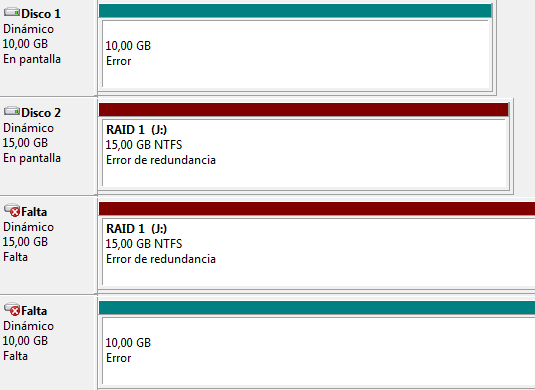 Disco 1
Dinámico
10,00 GB
En pantalla
10,00 GB
Error
Disco 2
Dinámico
15,00 GB
En pantalla
RAID 1 (J:)
15,00 GB NTFS
Error de redundancia
Falta
Dinámico
15,00 GB
Falta
RAID 1 (J:)
15,00 GB NTFS
Error de redundancia
Falta
Dinámico
10,00 GB
Falta
10,00 GB
Error